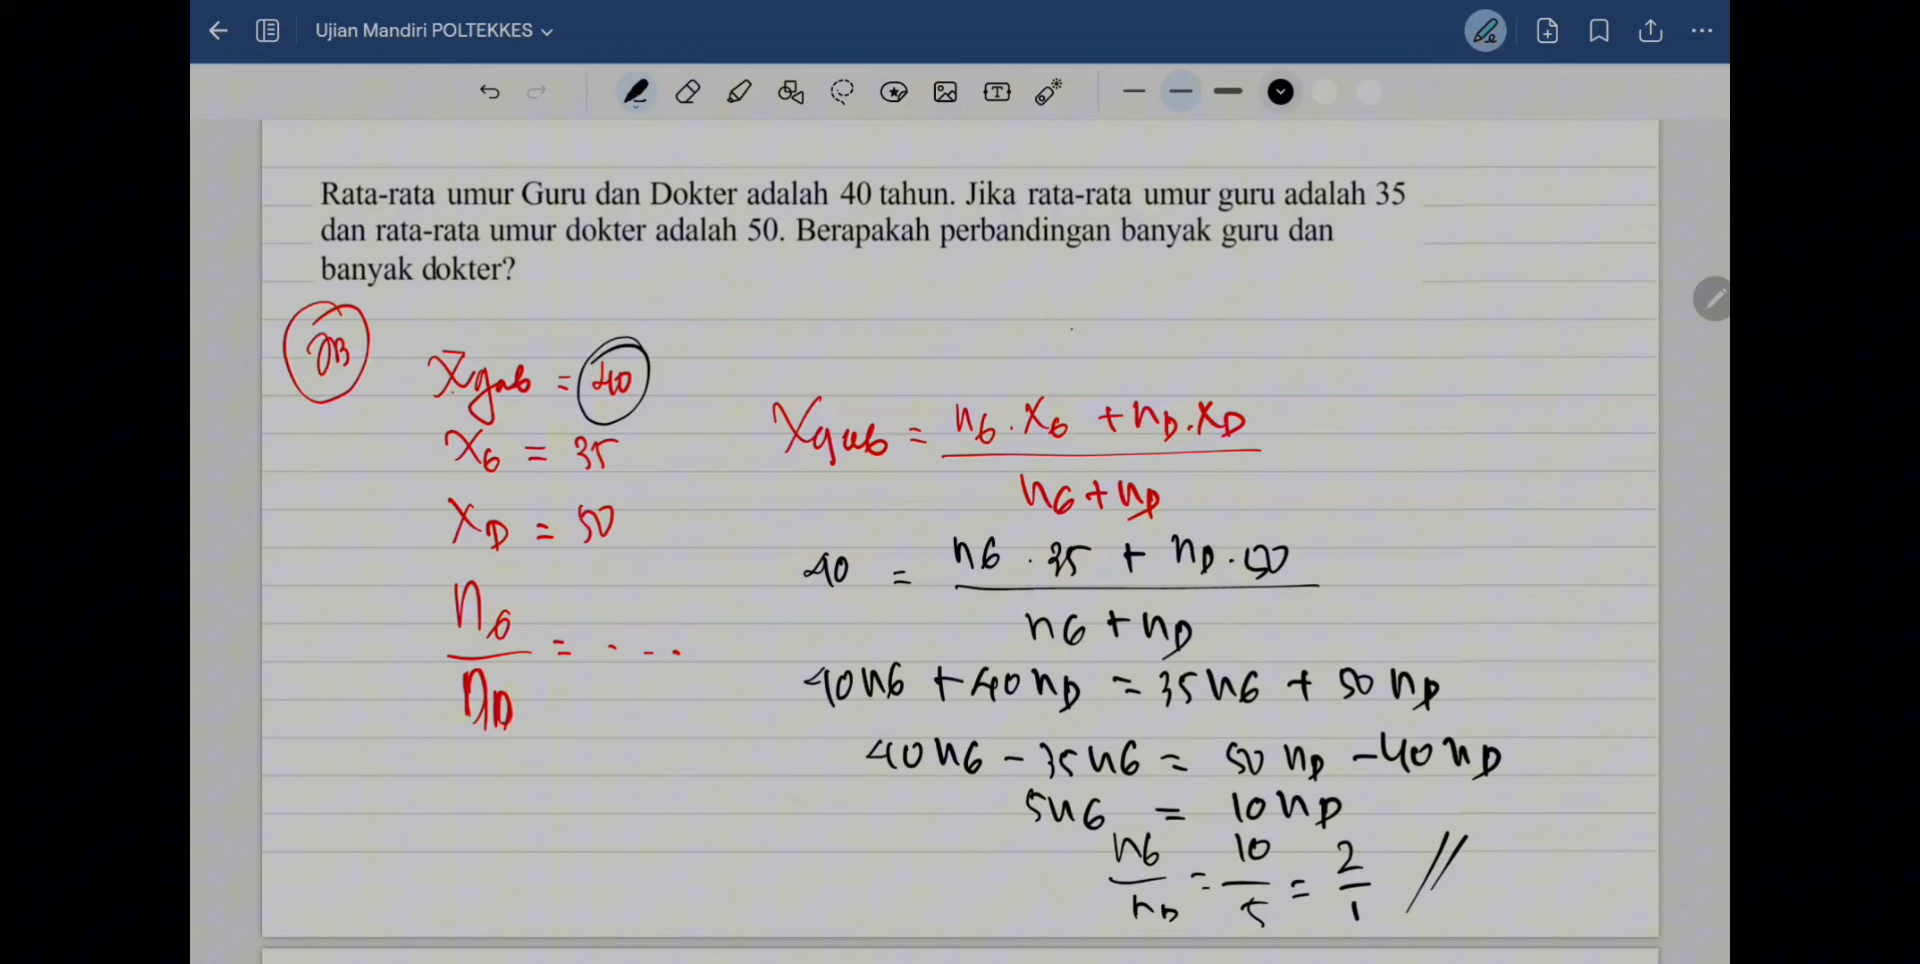 Ujian Mandiri POLTEKKES
Rata-rata umur Guru dan Dokter adalah 40 tahun. Jika rata-rata umur guru adalah 35
dan rata-rata umur dokter adalah 50. Berapakah perbandingan banyak guru dan
banyak dokter?
JB
X̄gab = 40
XG = 35
XD = 50
nG/nD = ....
Xgab = (nG . XG + nD . XD)/(nG + nD)
40 = (nG . 35 + nD . 50)/(nG + nD)
40nG + 40nD = 35nG + 50nD
40nG - 35nG = 50nD - 40nD
5nG = 10nD
nG/nD = 10/5 = 2/1 //